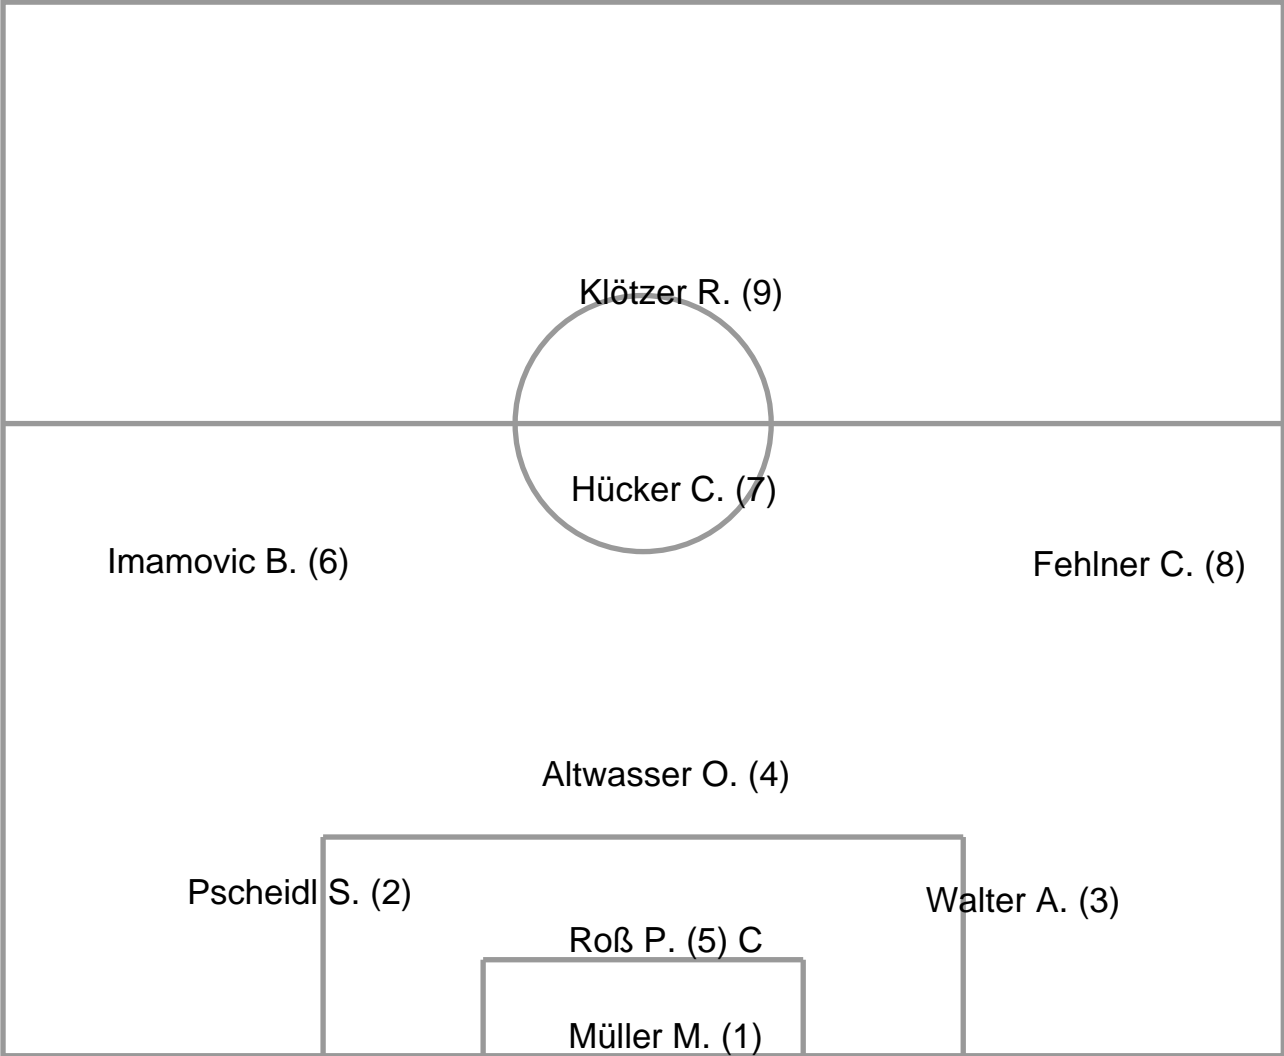 Klötzer R. (9)
Hücker C. (7)
Imamovic B. (6)
Fehlner C. (8)
Altwasser O. (4)
Pscheidl S. (2)
Walter A. (3)
Roß P. (5) C
Müller M. (1)